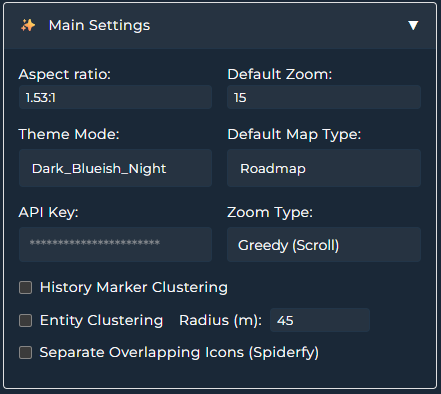 Main Settings
Aspect ratio: Default Zoom:
1.53:1 15
Theme Mode: Default Map Type:
Dark_Blueish_Night Roadmap
API Key: Zoom Type:
************************ Greedy (Scroll)
History Marker Clustering
Entity Clustering Radius (m): 45
Separate Overlapping Icons (Spiderfy)